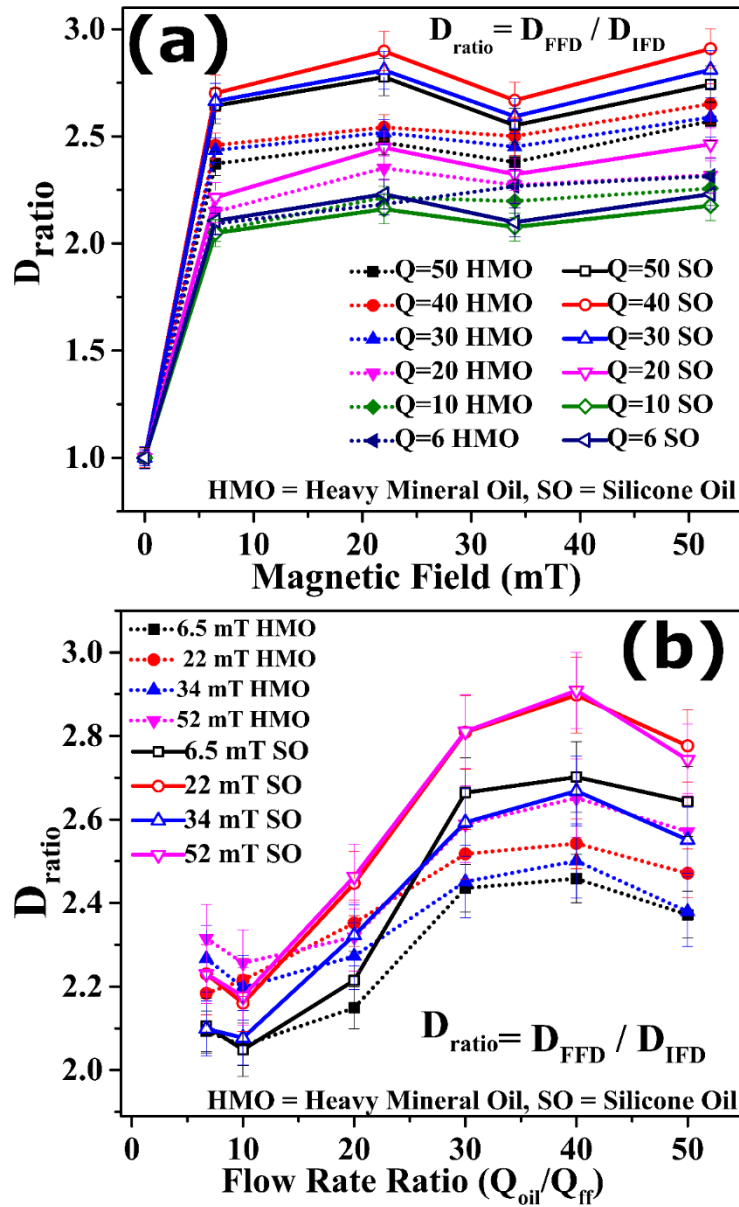 (a)
D_ratio = D_FFD / D_IFD
3.0
2.5
2.0
1.5
1.0
D_ratio
Q=50 HMO
Q=40 HMO
Q=30 HMO
Q=20 HMO
Q=10 HMO
Q=6 HMO
Q=50 SO
Q=40 SO
Q=30 SO
Q=20 SO
Q=10 SO
Q=6 SO
HMO = Heavy Mineral Oil, SO = Silicone Oil
0 10 20 30 40 50
Magnetic Field (mT)
(b)
6.5 mT HMO
22 mT HMO
34 mT HMO
52 mT HMO
6.5 mT SO
22 mT SO
34 mT SO
52 mT SO
3.0
2.8
2.6
2.4
2.2
2.0
D_ratio
D_ratio = D_FFD / D_IFD
HMO = Heavy Mineral Oil, SO = Silicone Oil
0 10 20 30 40 50
Flow Rate Ratio (Q_oil/Q_ff)